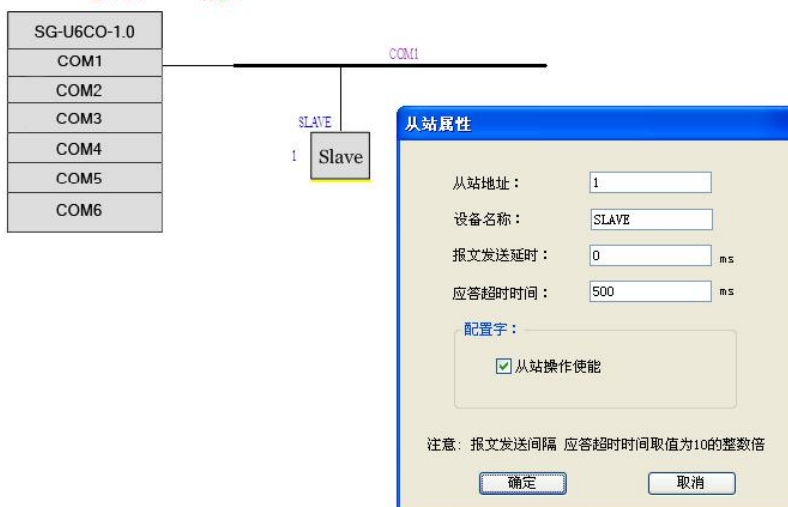 SG-U6CO-1.0
COM1
COM2
COM3
COM4
COM5
COM6
COM1
SLAVE
1
Slave
从站属性
从站地址：
1
设备名称：
SLAVE
报文发送延时：
0
ms
应答超时时间：
500
ms
配置字：
从站操作使能
注意: 报文发送间隔 应答超时时间取值为10的整数倍
确定
取消